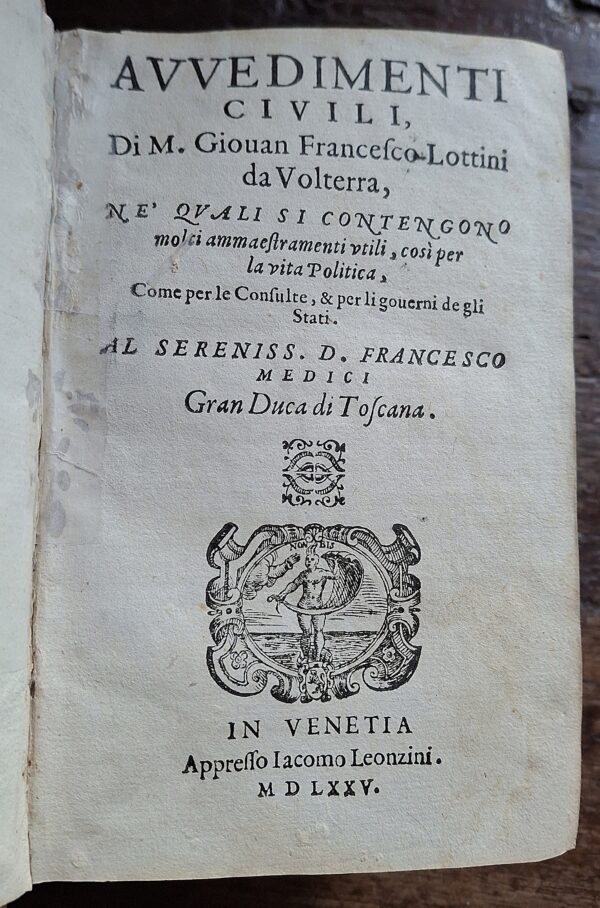 AVVEDIMENTI
CIVILI,
Di M. Giouan Franceſco Lottini
da Volterra,
NE' QVALI SI CONTENGONO
molti ammaeſtramenti vtili, così per
la vita Politica,
Come per le Conſulte, & per li gouerni de gli
Stati.
AL SERENISS. D. FRANCESCO
MEDICI
Gran Duca di Toſcana.
IN VENETIA
Appreſſo Iacomo Leonzini.
M D LXXV.